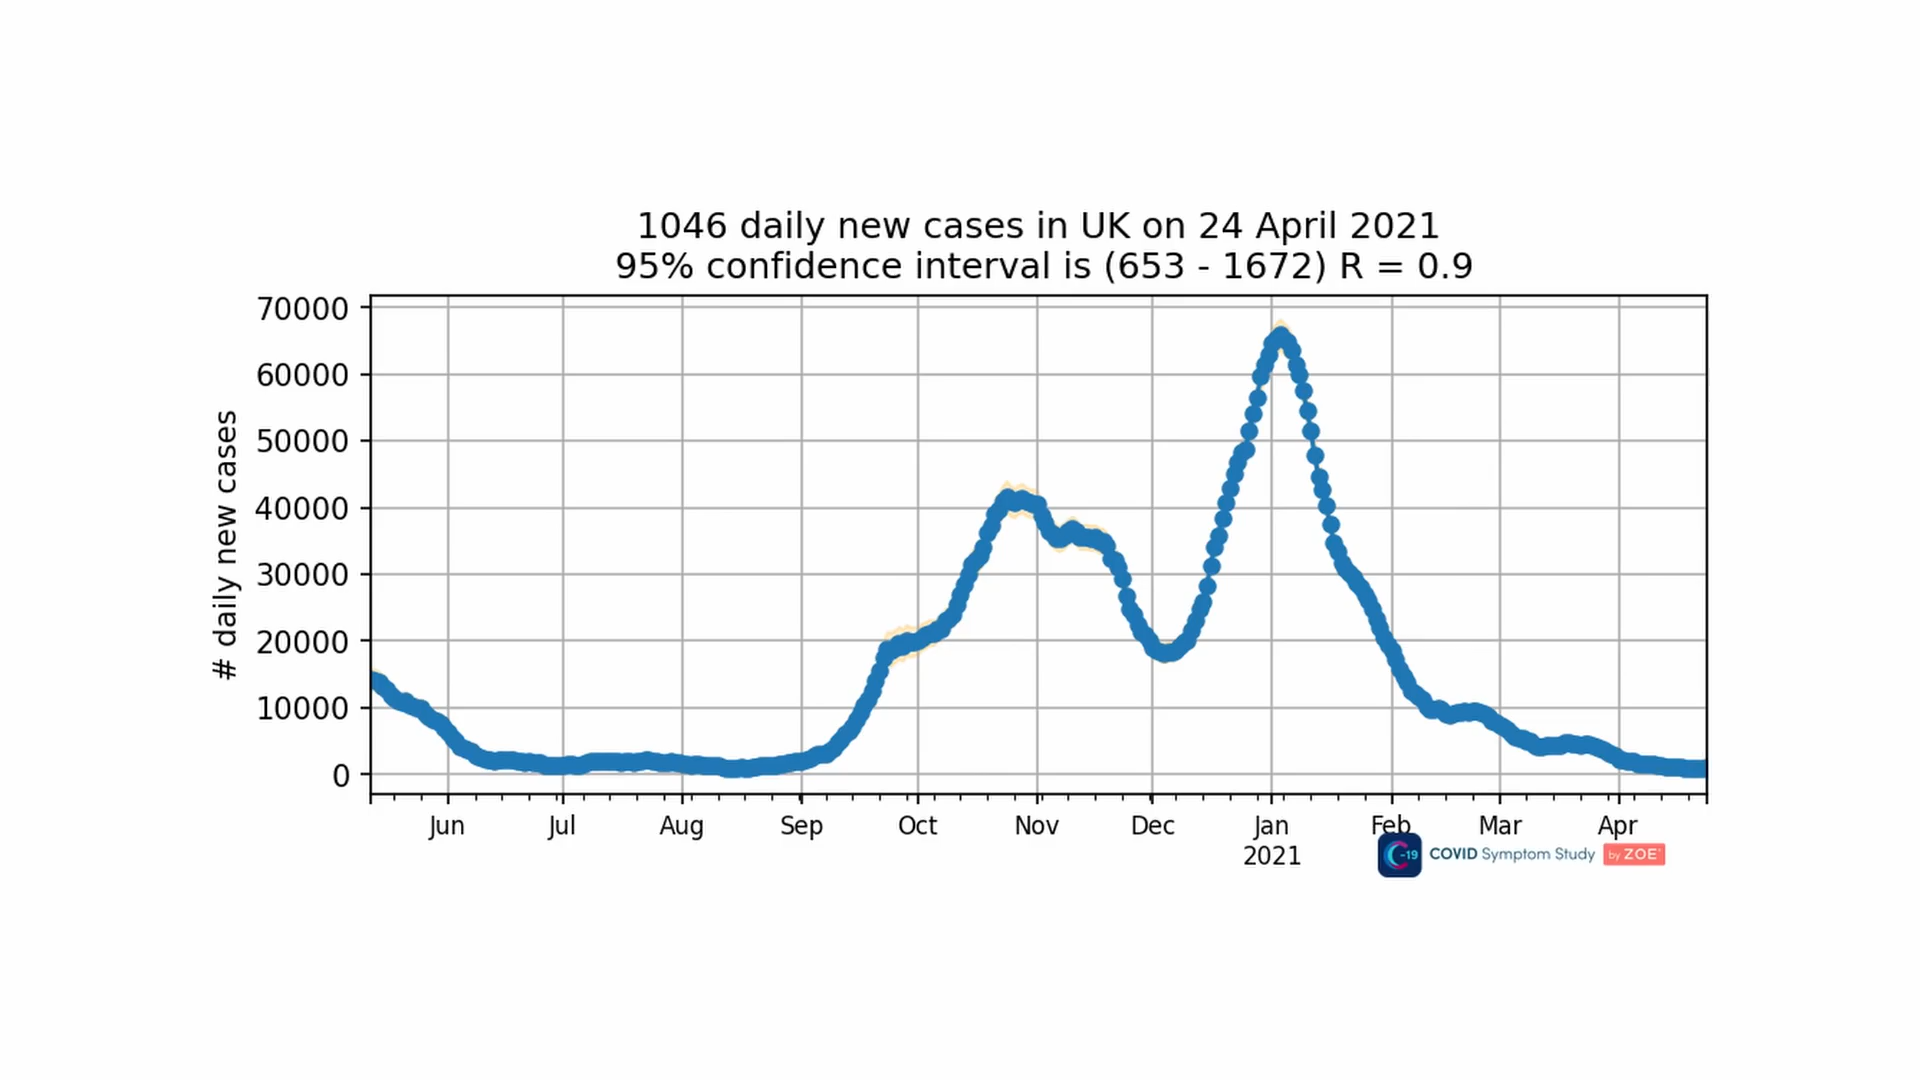 1046 daily new cases in UK on 24 April 2021
95% confidence interval is (653 - 1672) R = 0.9
# daily new cases
70000
60000
50000
40000
30000
20000
10000
0
Jun Jul Aug Sep Oct Nov Dec Jan Feb Mar Apr
2021
C-19 COVID Symptom Study by ZOE